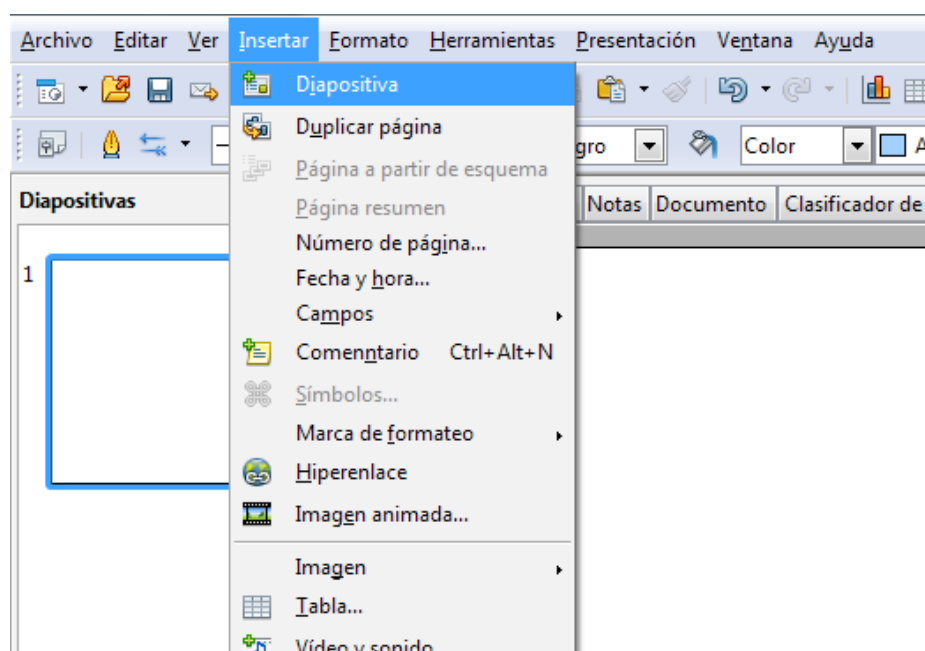 Archivo Editar Ver Insertar Formato Herramientas Presentación Ventana Ayuda
Diapositiva
Duplicar página
Color
Página a partir de esquema
Diapositivas
Notas Documento Clasificador de
Página resumen
Número de página...
1
Fecha y hora...
Campos
Comenntario Ctrl+Alt+N
Símbolos...
Marca de formateo
Hiperenlace
Imagen animada...
Imagen
Tabla...
Vídeo y sonido